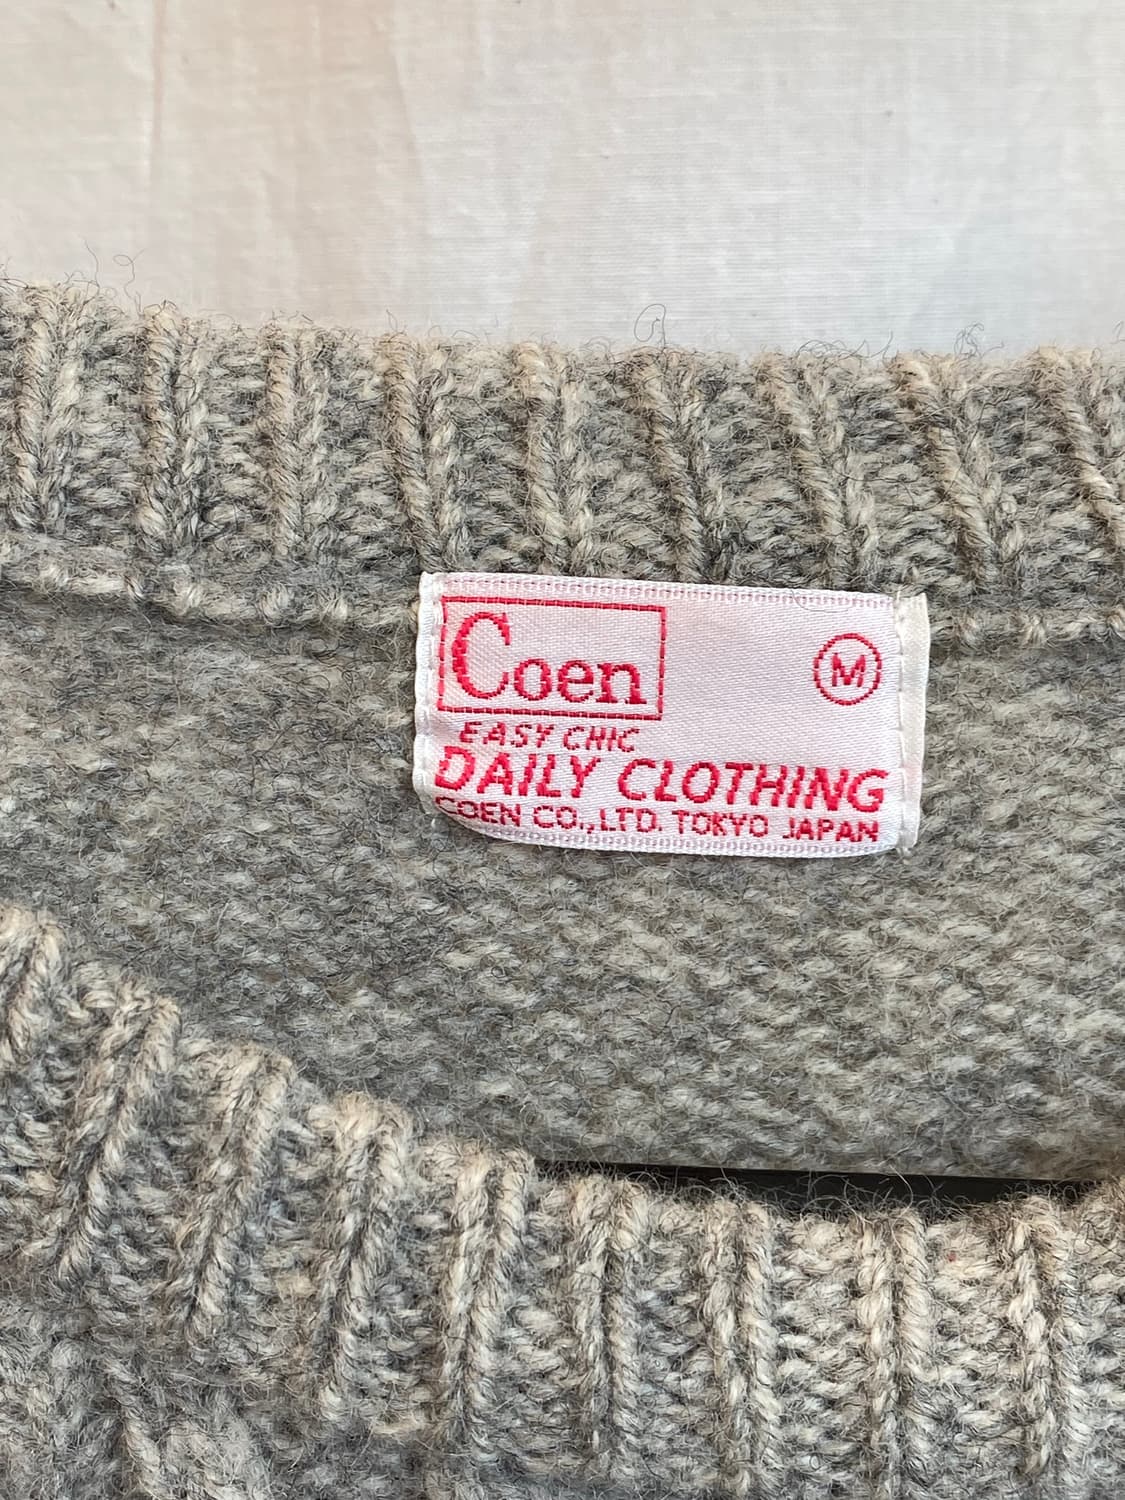 Coen
M
EASY CHIC
DAILY CLOTHING
COEN CO., LTD. TOKYO JAPAN